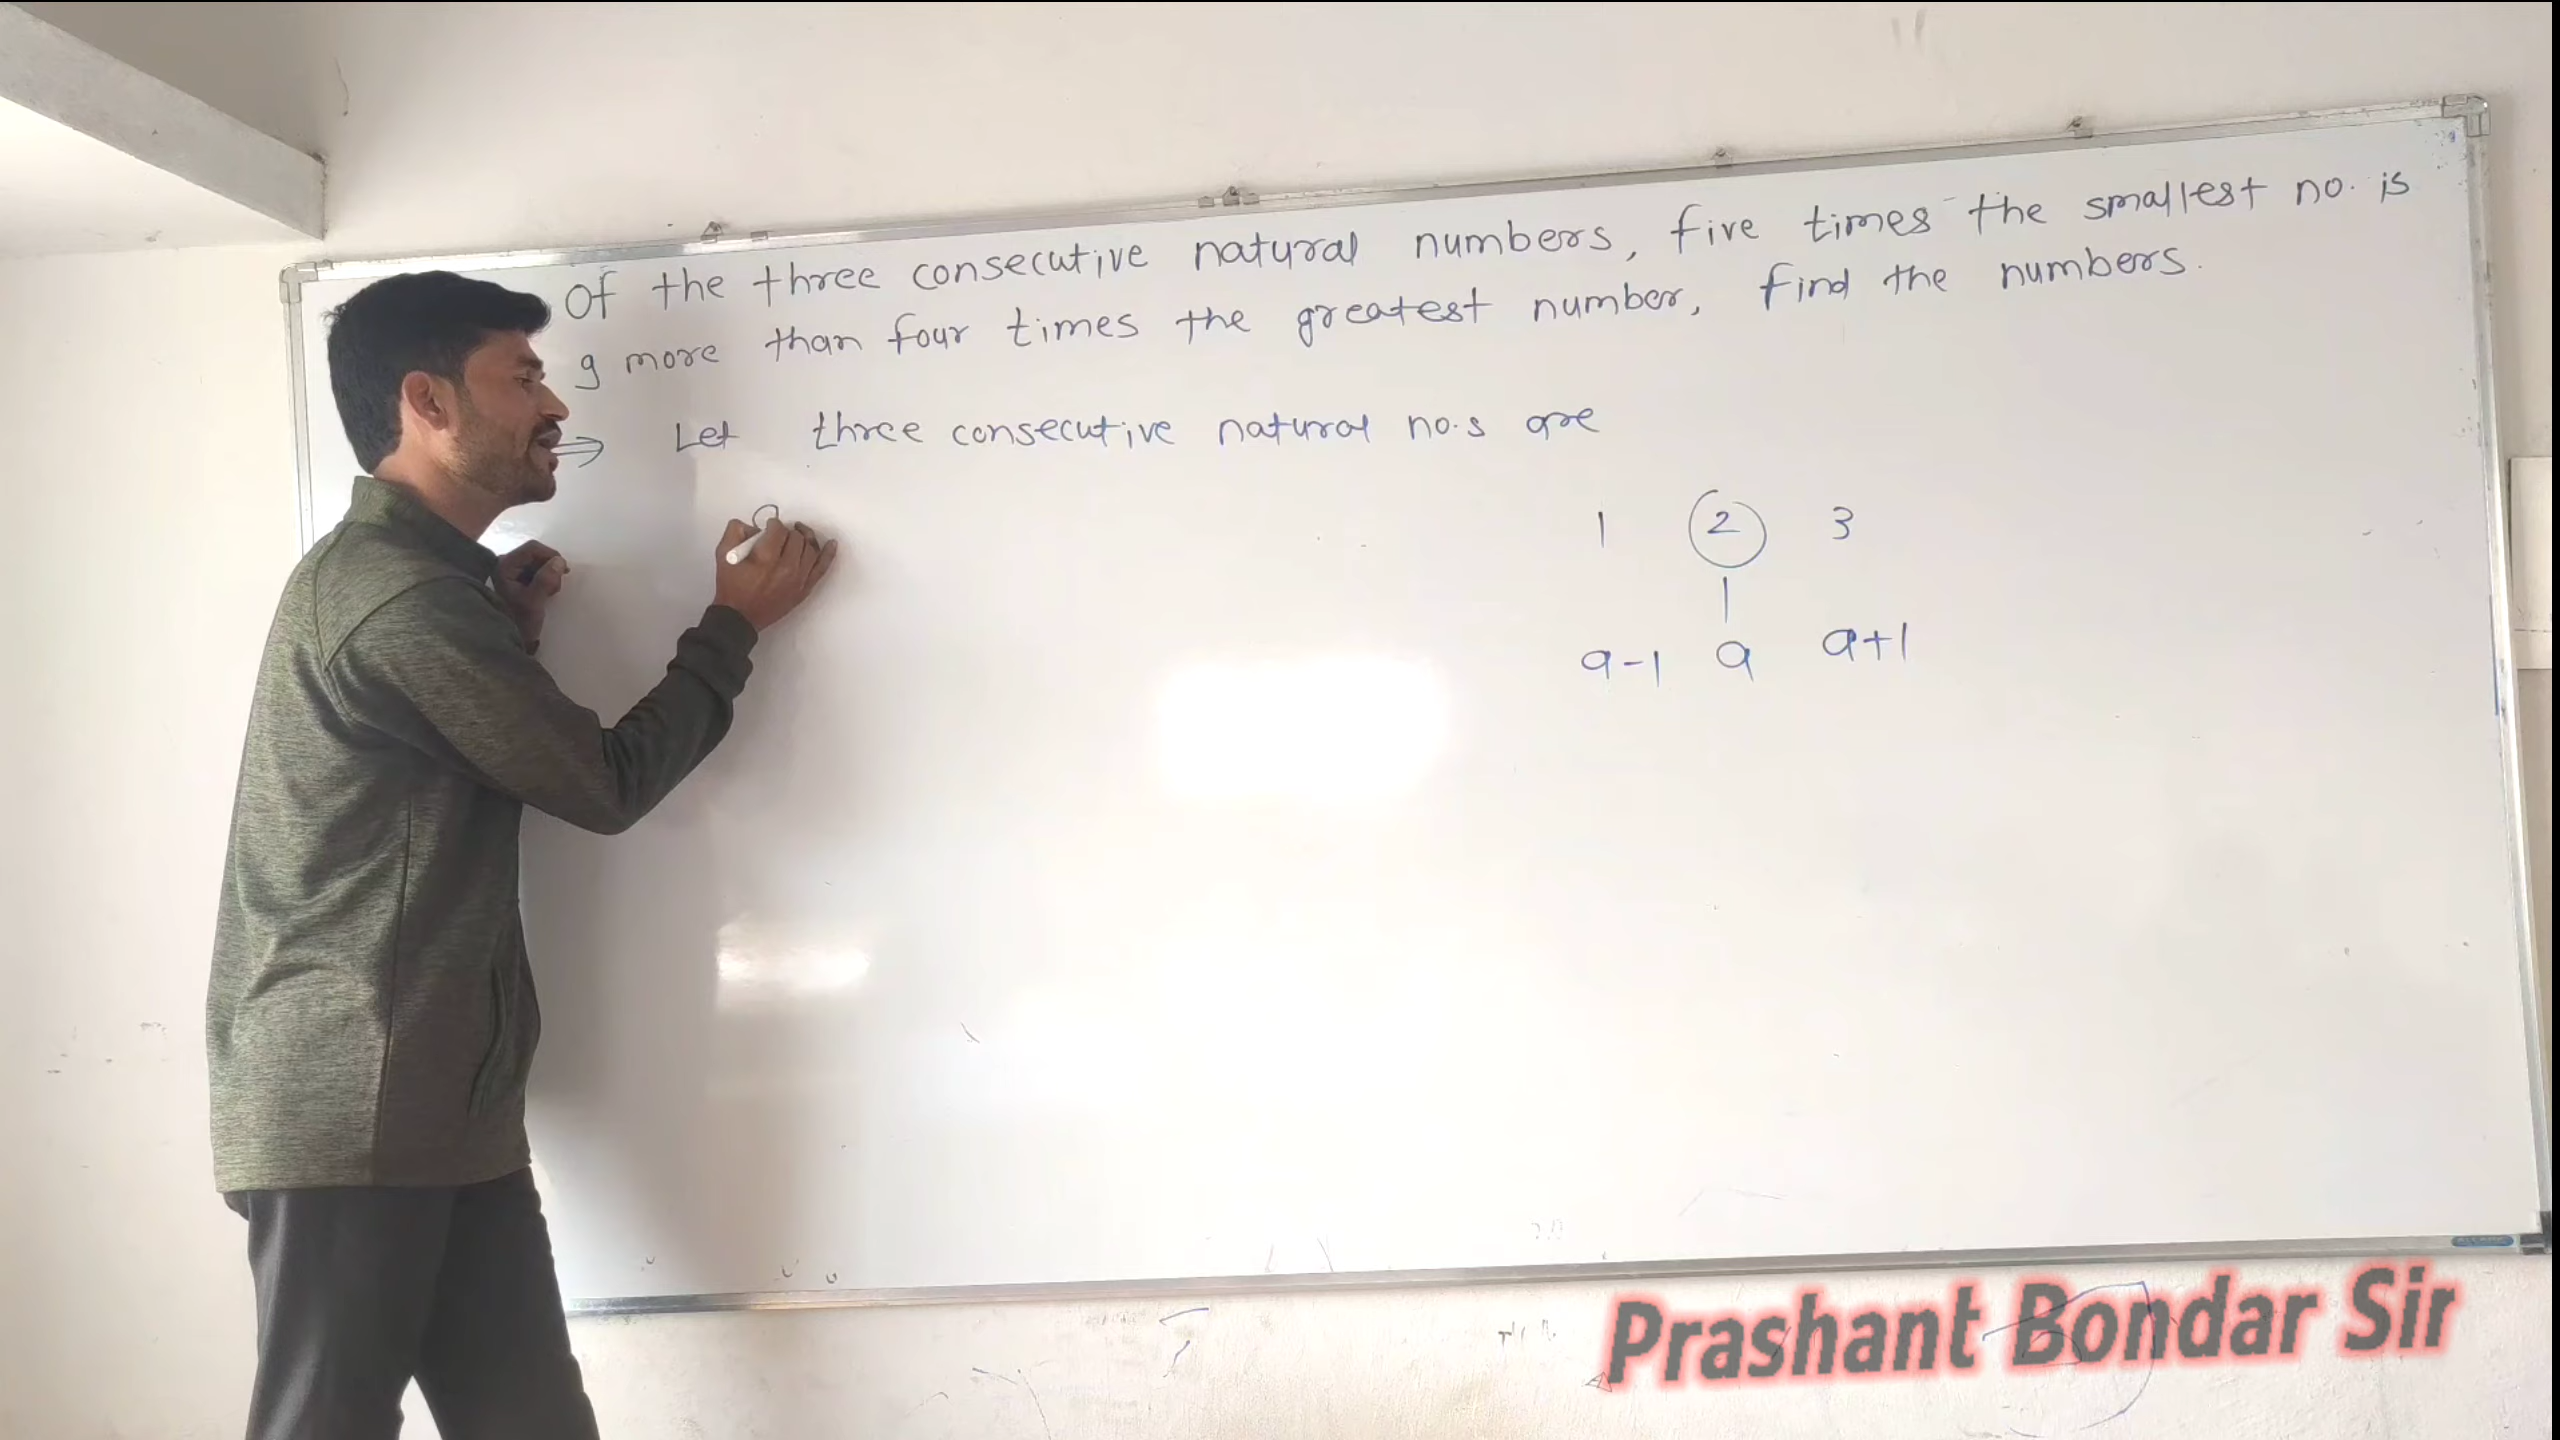 Of the three consecutive natural numbers, five times the smallest no. is
9 more than four times the greatest number, find the numbers.
⇒ Let three consecutive natural no.s are
1 2 3
a-1 a a+1
Prashant Bondar Sir